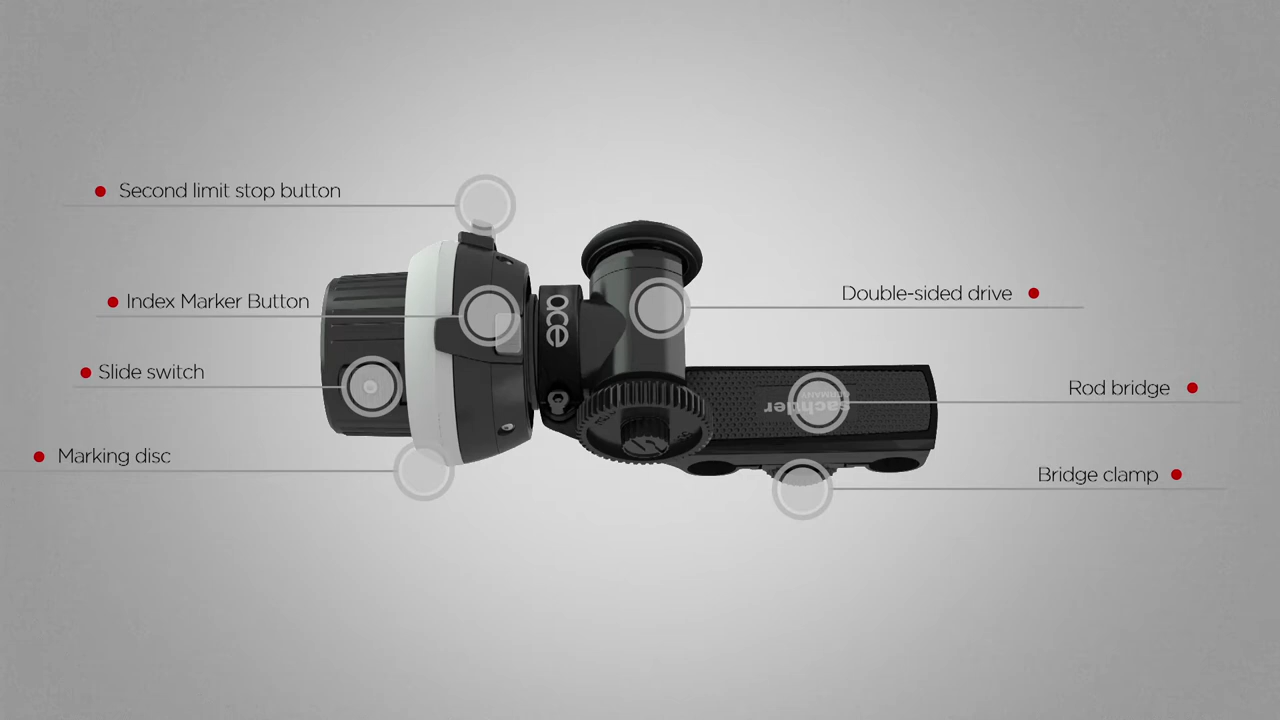 Second limit stop button
Index Marker Button
Double-sided drive
ace
Slide switch
Rod bridge
sachtler
GERMANY
Marking disc
Bridge clamp